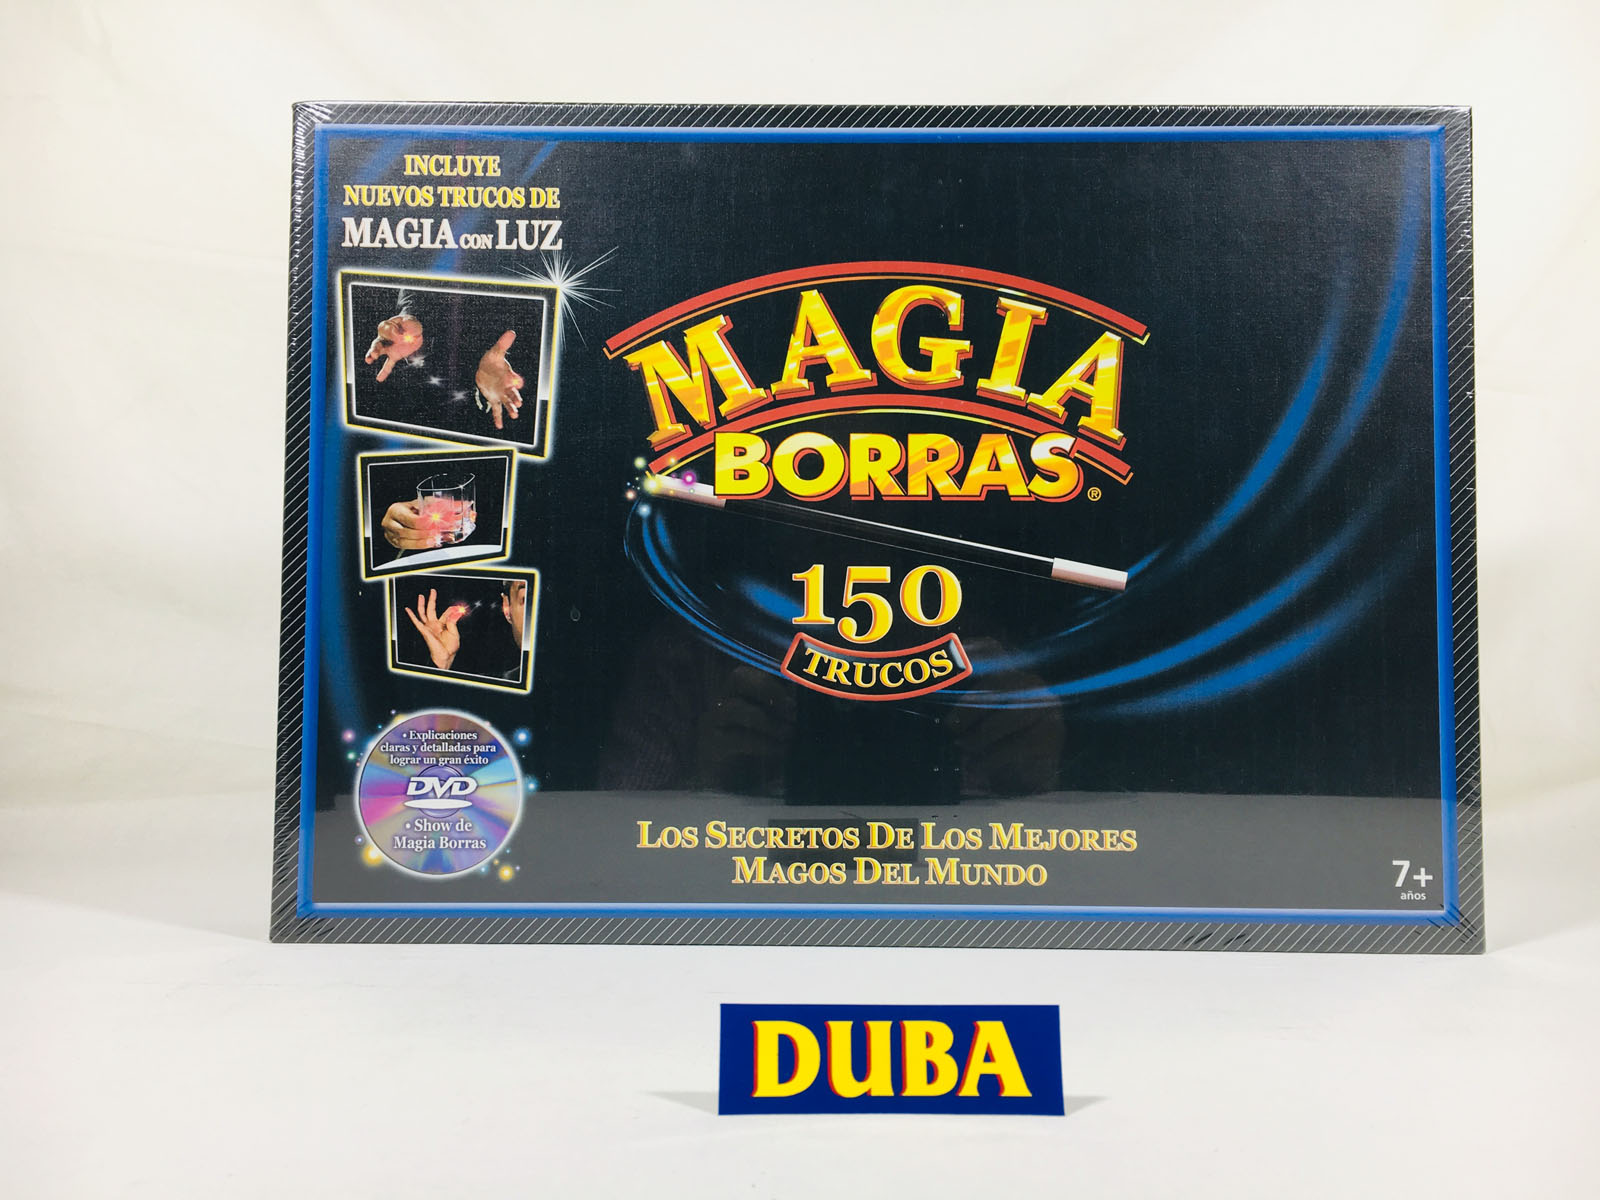 INCLUYE
NUEVOS TRUCOS DE
MAGIA CON LUZ
MAGIA
BORRAS®
150
TRUCOS
• Explicaciones
claras y detalladas para
lograr un gran éxito
DVD
• Show de
Magia Borras
LOS SECRETOS DE LOS MEJORES
MAGOS DEL MUNDO
7+
años
DUBA